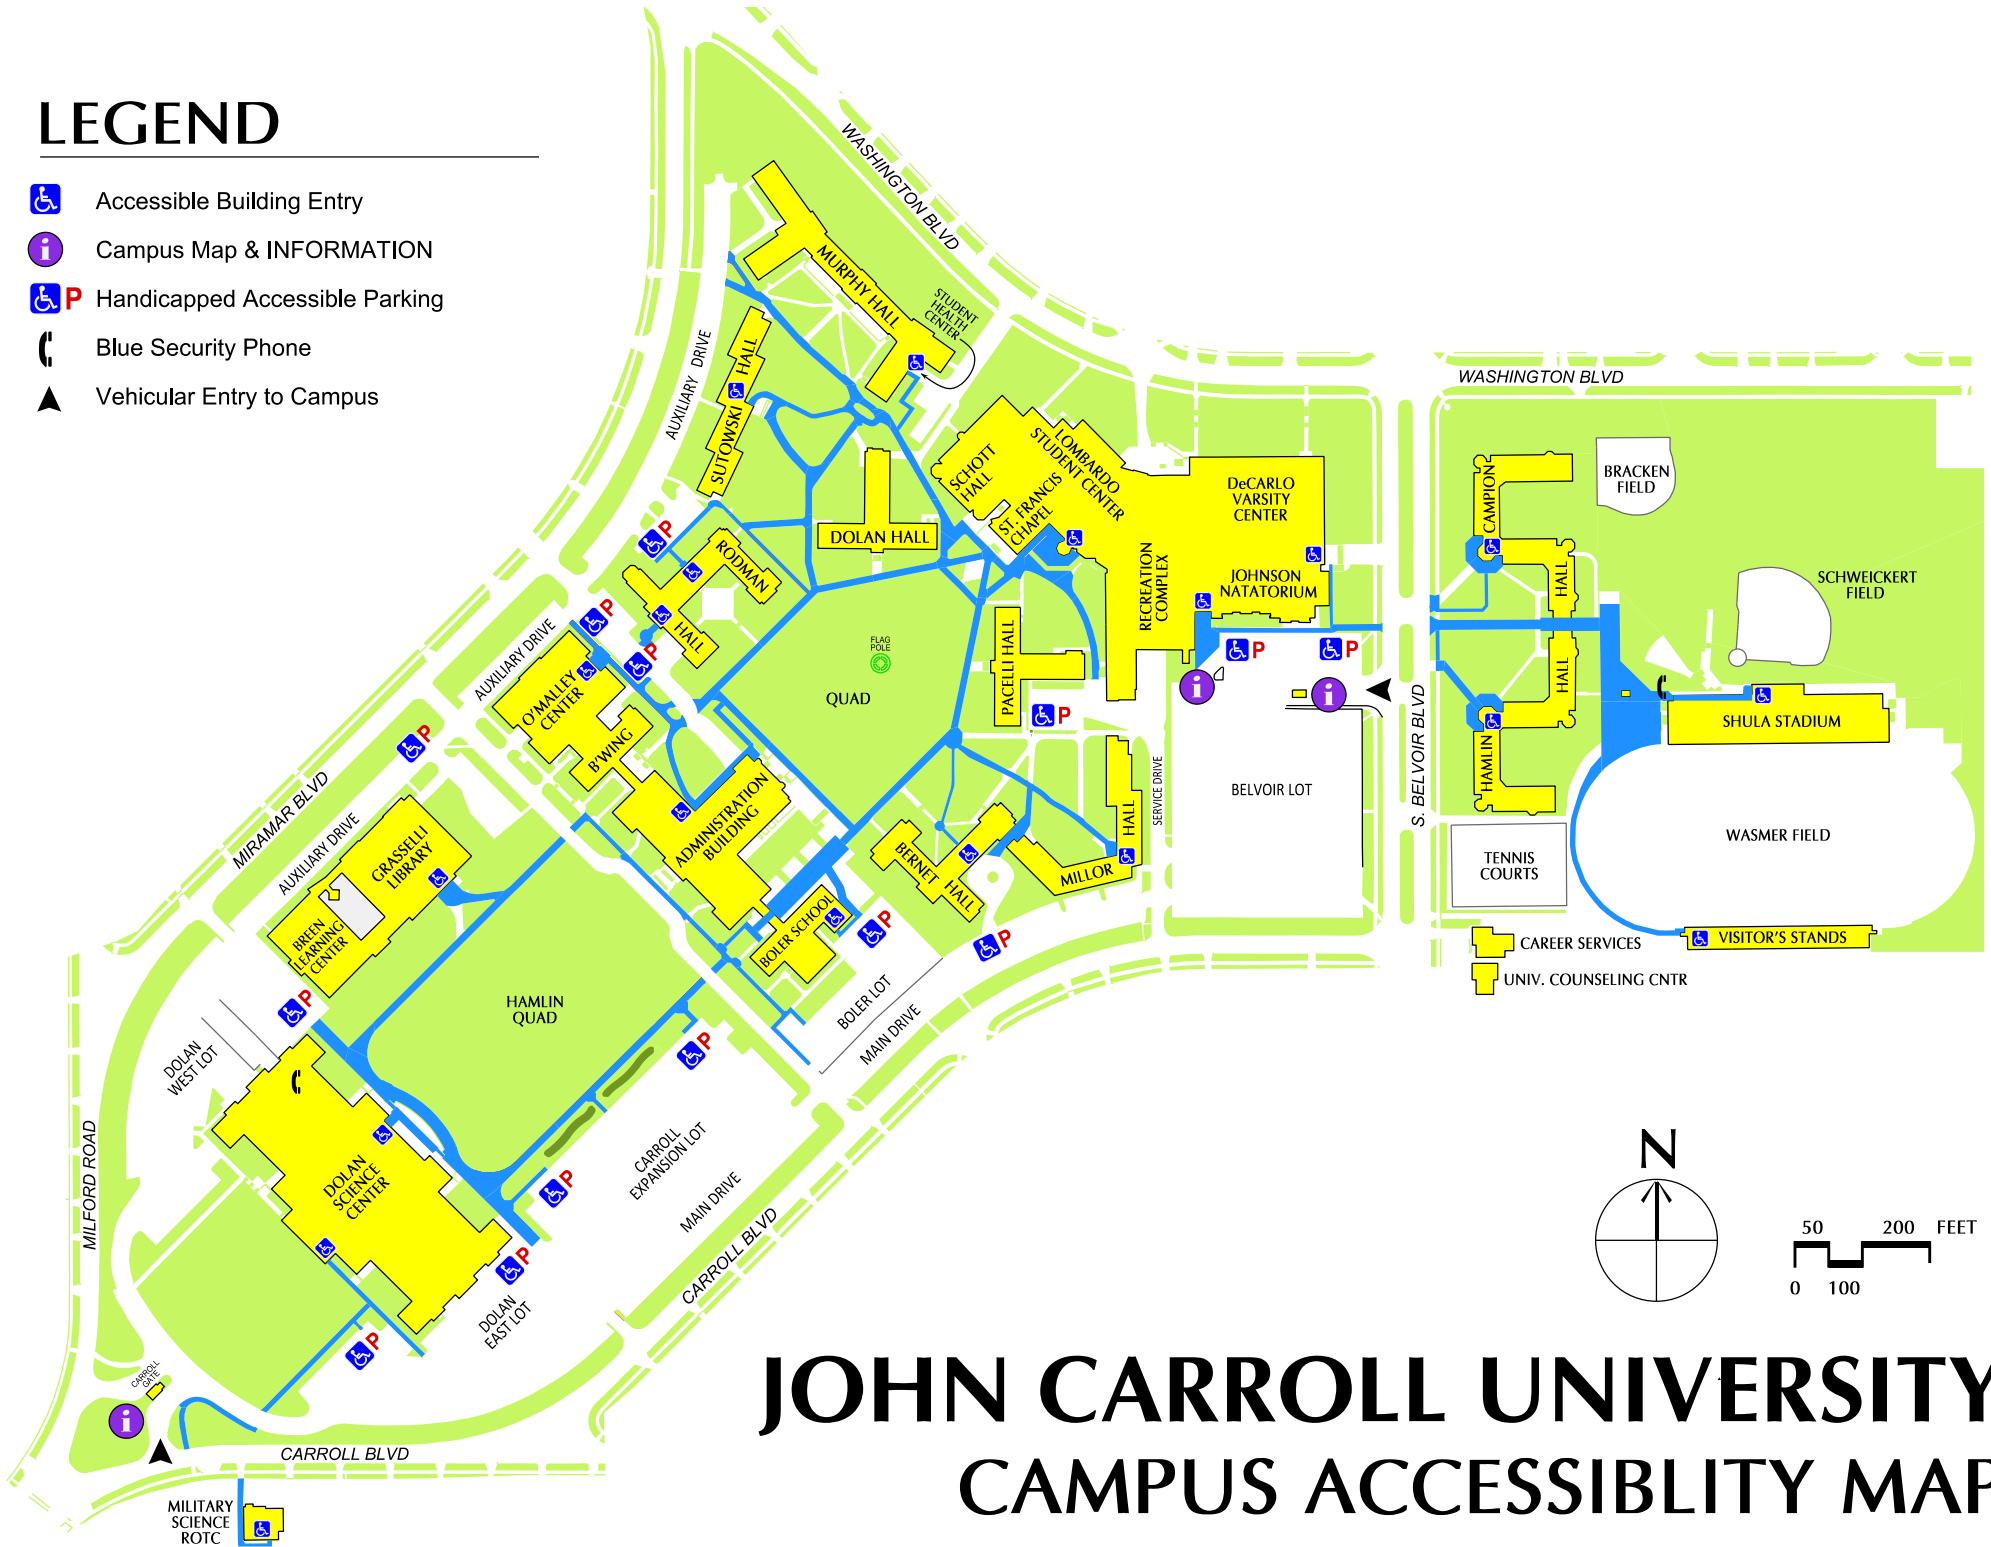 LEGEND
Accessible Building Entry
i
Campus Map & INFORMATION
P
Handicapped Accessible Parking
Blue Security Phone
Vehicular Entry to Campus
WASHINGTON BLVD
MURPHY HALL
STUDENT
HEALTH
CENTER
AUXILIARY DRIVE
SUTOWSKI HALL
WASHINGTON BLVD
SCHOTT
HALL
LOMBARDO
STUDENT CENTER
ST. FRANCIS
CHAPEL
DeCARLO
VARSITY
CENTER
CAMPION
HALL
BRACKEN
FIELD
DOLAN HALL
P
RODMAN
HALL
RECREATION
COMPLEX
JOHNSON
NATATORIUM
SCHWEICKERT
FIELD
P
P
AUXILIARY DRIVE
O'MALLEY
CENTER
FLAG
POLE
QUAD
PACELLI HALL
P
P
P
i
i
HALL
HAMLIN
SHULA STADIUM
S. BELVOIR BLVD
B'WING
P
MIRAMAR BLVD
AUXILIARY DRIVE
ADMINISTRATION
BUILDING
SERVICE DRIVE
BELVOIR LOT
WASMER FIELD
GRASSELLI
LIBRARY
BERNET HALL
MILLOR
HALL
TENNIS
COURTS
BREEN
LEARNING
CENTER
BOLER SCHOOL
P
P
VISITOR'S STANDS
CAREER SERVICES
UNIV. COUNSELING CNTR
HAMLIN
QUAD
P
BOLER LOT
MAIN DRIVE
P
DOLAN
WEST LOT
CARROLL
EXPANSION LOT
MAIN DRIVE
CARROLL BLVD
MILFORD ROAD
DOLAN
SCIENCE
CENTER
P
P
DOLAN
EAST LOT
P
CARROLL
GATE
i
CARROLL BLVD
MILITARY
SCIENCE
ROTC
N
50 200 FEET
0 100
JOHN CARROLL UNIVERSITY
CAMPUS ACCESSIBLITY MAP